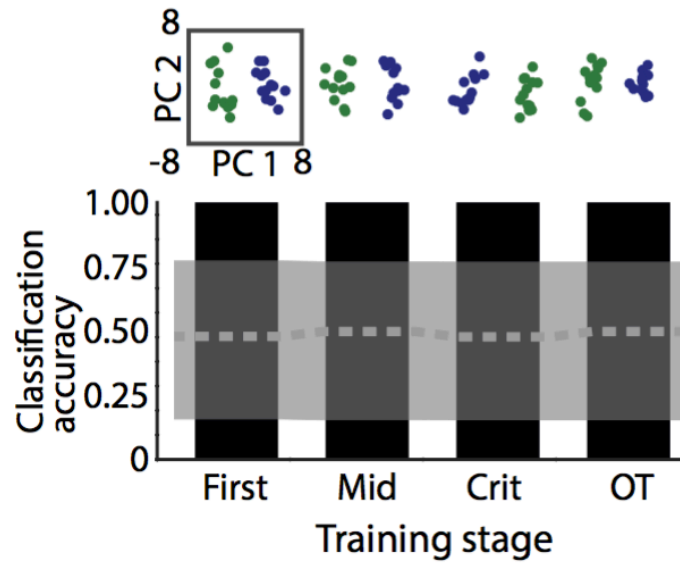 8
PC 2
-8 PC 1 8
1.00
0.75
0.50
0.25
0
Classification
accuracy
First Mid Crit OT
Training stage